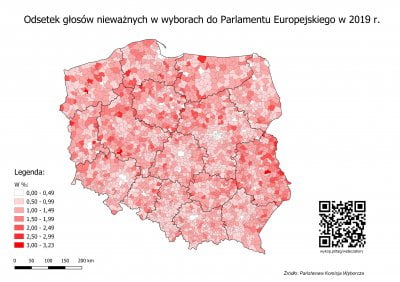 Odsetek głosów nieważnych w wyborach do Parlamentu Europejskiego w 2019 r.
Legenda:
W %:
0,00 - 0,49
0,50 - 0,99
1,00 - 1,49
1,50 - 1,99
2,00 - 2,49
2,50 - 2,99
3,00 - 3,23
0 50 100 150 200 km
Źródło: Państwowa Komisja Wyborcza